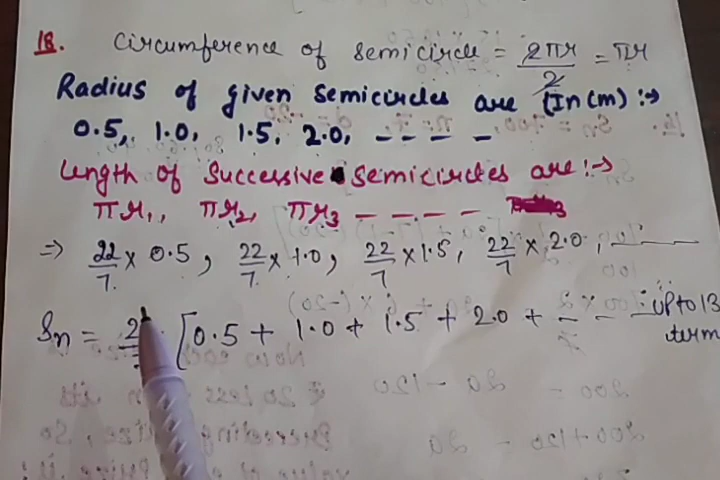 18. Circumference of semicircle = 2πr/2 = πr
Radius of given semicircles are (In cm) :→
0.5, 1.0, 1.5, 2.0, - - - -
Length of Successive semicircles are :→
πr₁, πr₂, πr₃ - - - -
⇒ 22/7 × 0.5, 22/7 × 1.0, 22/7 × 1.5, 22/7 × 2.0,
Sn = [0.5 + 1.0 + 1.5 + 2.0 + - - - up to 13
term